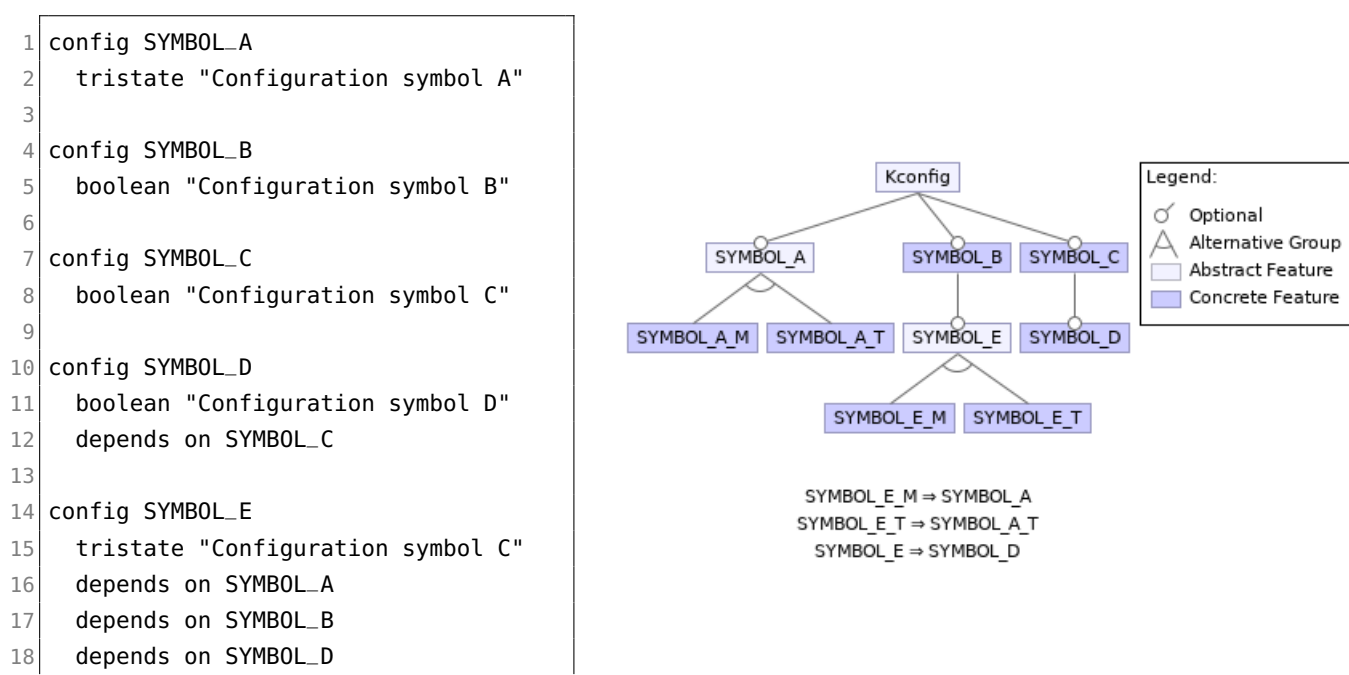 1 config SYMBOL_A
2 tristate "Configuration symbol A"
3
4 config SYMBOL_B
5 boolean "Configuration symbol B"
6
7 config SYMBOL_C
8 boolean "Configuration symbol C"
9
10 config SYMBOL_D
11 boolean "Configuration symbol D"
12 depends on SYMBOL_C
13
14 config SYMBOL_E
15 tristate "Configuration symbol C"
16 depends on SYMBOL_A
17 depends on SYMBOL_B
18 depends on SYMBOL_D
Kconfig
SYMBOL_A SYMBOL_B SYMBOL_C
SYMBOL_A_M SYMBOL_A_T SYMBOL_E SYMBOL_D
SYMBOL_E_M SYMBOL_E_T
SYMBOL_E_M ⇒ SYMBOL_A
SYMBOL_E_T ⇒ SYMBOL_A_T
SYMBOL_E ⇒ SYMBOL_D
Legend:
Optional
Alternative Group
Abstract Feature
Concrete Feature